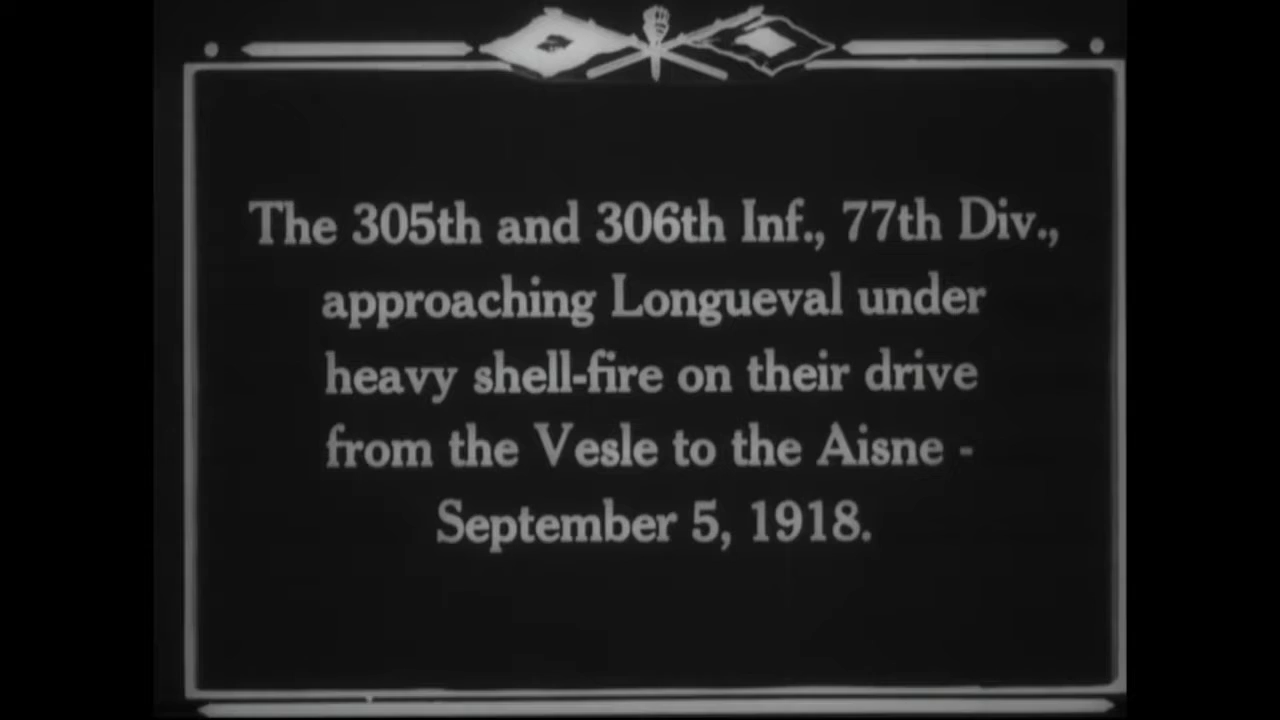 The 305th and 306th Inf., 77th Div.,
approaching Longueval under
heavy shell-fire on their drive
from the Vesle to the Aisne -
September 5, 1918.